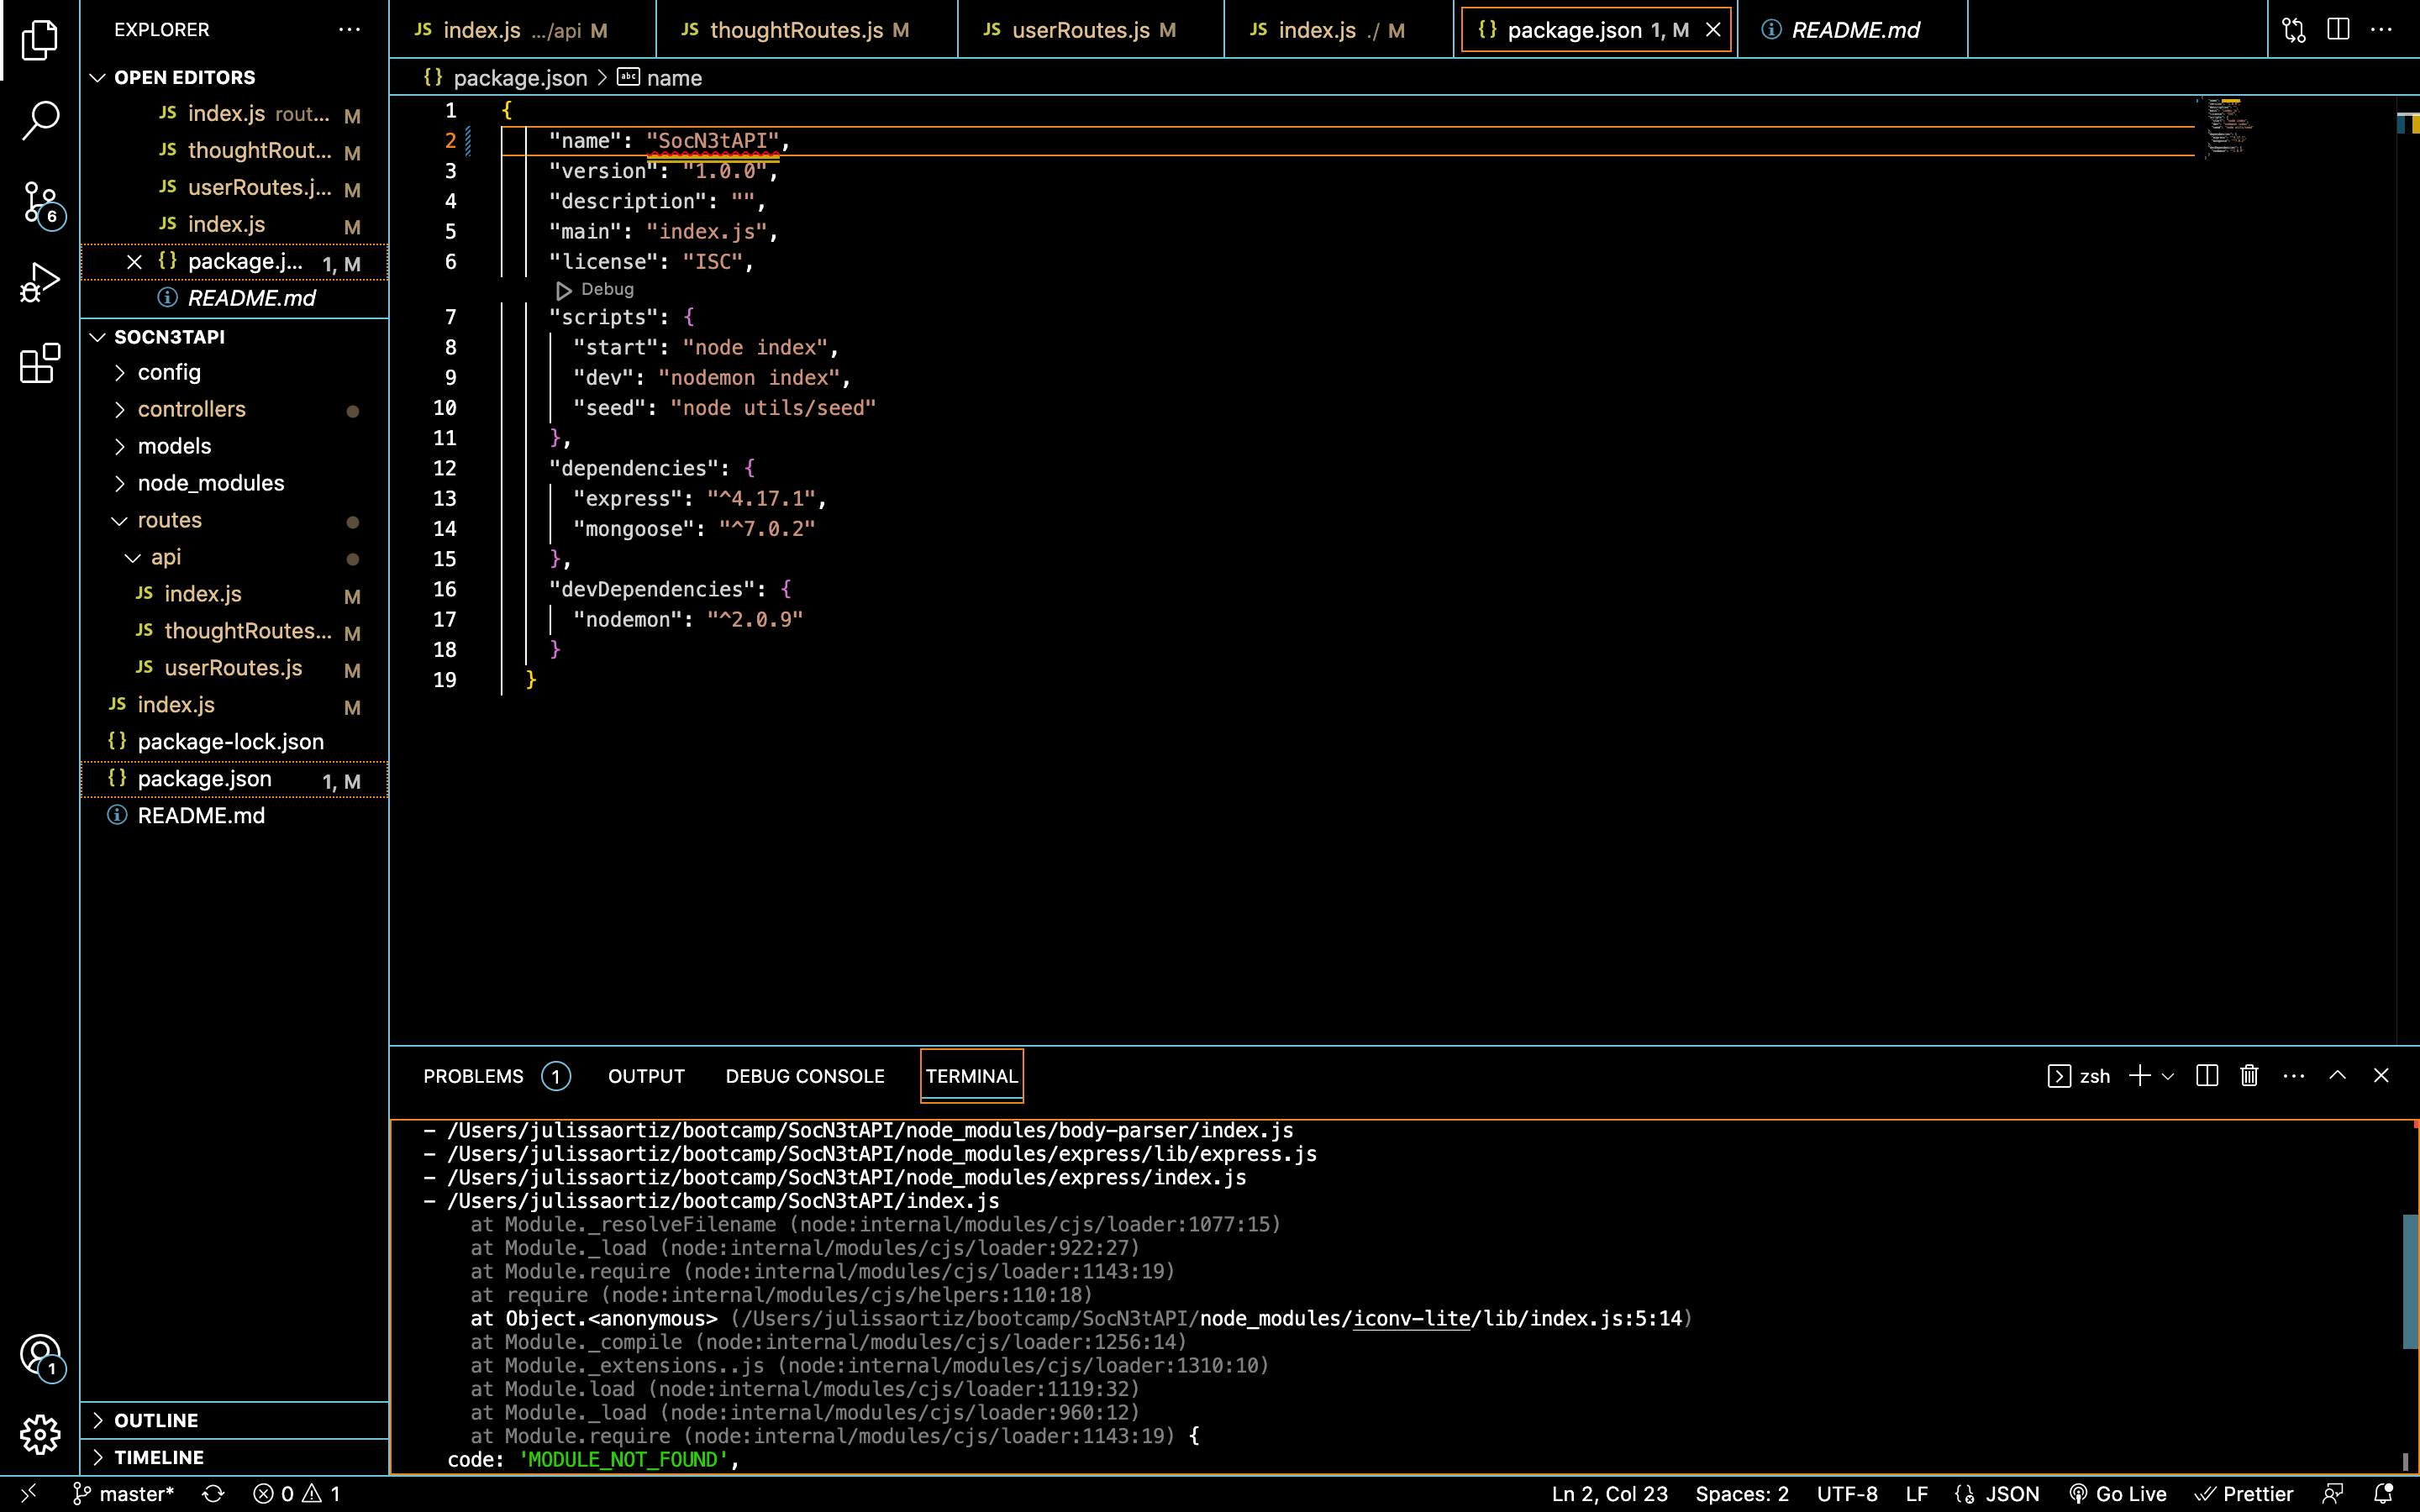 EXPLORER
OPEN EDITORS
JS index.js rout... M
JS thoughtRout... M
JS userRoutes.j... M
JS index.js M
{} package.j... 1, M
README.md
SOCN3TAPI
config
controllers
models
node_modules
routes
api
JS index.js M
JS thoughtRoutes... M
JS userRoutes.js M
JS index.js M
{} package-lock.json
{} package.json 1, M
README.md
OUTLINE
TIMELINE
6
1
JS index.js .../api M
JS thoughtRoutes.js M
JS userRoutes.js M
JS index.js ./ M
{} package.json 1, M
README.md
{} package.json > abc name
1 {
2 "name": "SocN3tAPI",
3 "version": "1.0.0",
4 "description": "",
5 "main": "index.js",
6 "license": "ISC",
Debug
7 "scripts": {
8 "start": "node index",
9 "dev": "nodemon index",
10 "seed": "node utils/seed"
11 },
12 "dependencies": {
13 "express": "^4.17.1",
14 "mongoose": "^7.0.2"
15 },
16 "devDependencies": {
17 "nodemon": "^2.0.9"
18 }
19 }
PROBLEMS 1 OUTPUT DEBUG CONSOLE TERMINAL zsh
- /Users/julissaortiz/bootcamp/SocN3tAPI/node_modules/body-parser/index.js
- /Users/julissaortiz/bootcamp/SocN3tAPI/node_modules/express/lib/express.js
- /Users/julissaortiz/bootcamp/SocN3tAPI/node_modules/express/index.js
- /Users/julissaortiz/bootcamp/SocN3tAPI/index.js
at Module._resolveFilename (node:internal/modules/cjs/loader:1077:15)
at Module._load (node:internal/modules/cjs/loader:922:27)
at Module.require (node:internal/modules/cjs/loader:1143:19)
at require (node:internal/modules/cjs/helpers:110:18)
at Object.<anonymous> (/Users/julissaortiz/bootcamp/SocN3tAPI/node_modules/iconv-lite/lib/index.js:5:14)
at Module._compile (node:internal/modules/cjs/loader:1256:14)
at Module._extensions..js (node:internal/modules/cjs/loader:1310:10)
at Module.load (node:internal/modules/cjs/loader:1119:32)
at Module._load (node:internal/modules/cjs/loader:960:12)
at Module.require (node:internal/modules/cjs/loader:1143:19) {
code: 'MODULE_NOT_FOUND',
master* 0 1 Ln 2, Col 23 Spaces: 2 UTF-8 LF JSON Go Live Prettier